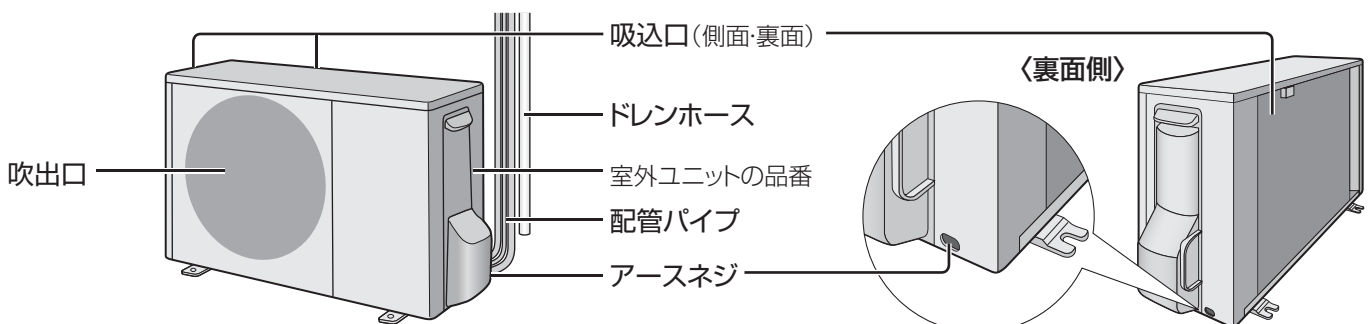 吸込口（側面・裏面）
〈裏面側〉
ドレンホース
吹出口
室外ユニットの品番
配管パイプ
アースネジ